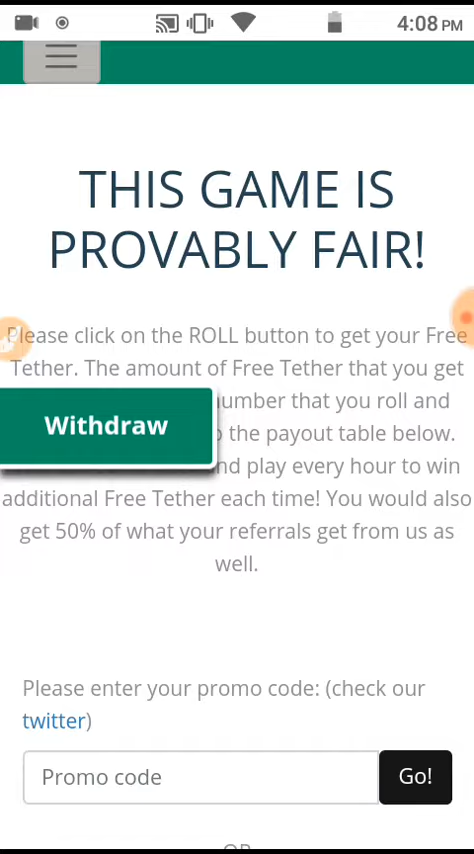 4:08 PM
THIS GAME IS
PROVABLY FAIR!
Please click on the ROLL button to get your Free
Tether. The amount of Free Tether that you get
number that you roll and
Withdraw
the payout table below.
play every hour to win
additional Free Tether each time! You would also
get 50% of what your referrals get from us as
well.
Please enter your promo code: (check our
twitter)
Promo code
Go!
OR